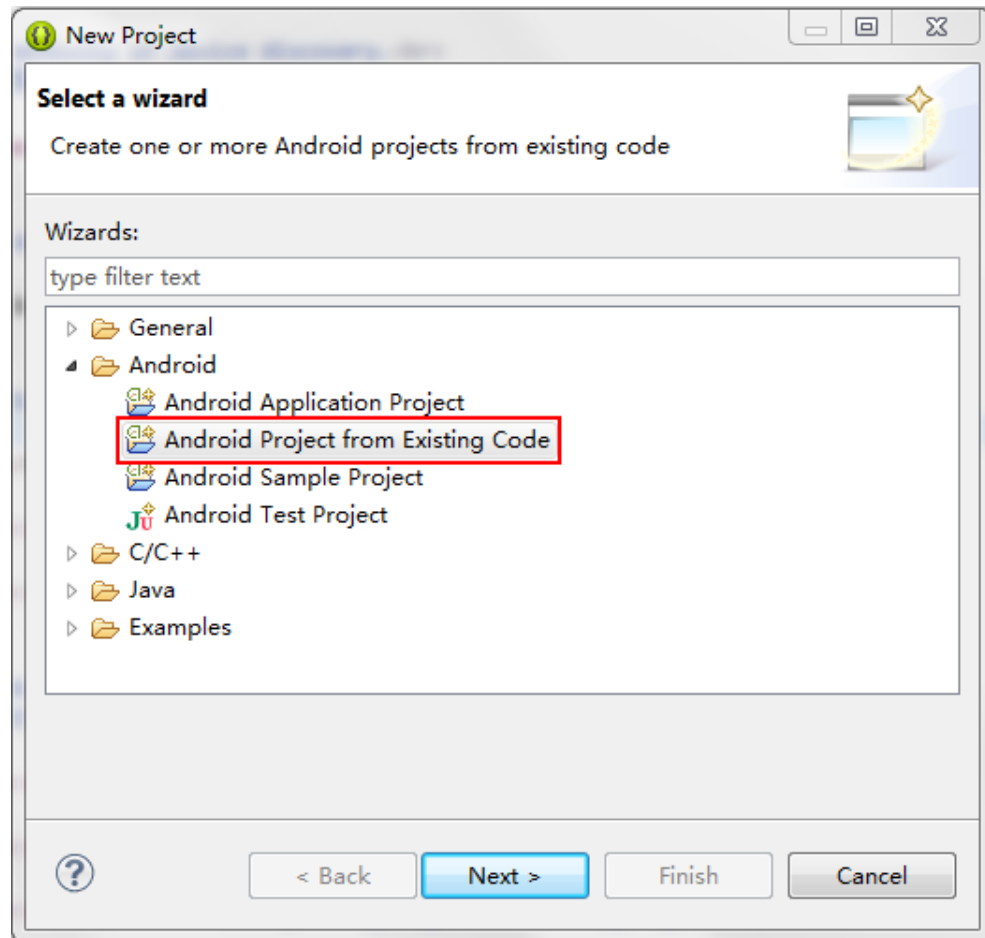 New Project
Select a wizard
Create one or more Android projects from existing code
Wizards:
type filter text
General
Android
Android Application Project
Android Project from Existing Code
Android Sample Project
Android Test Project
C/C++
Java
Examples
< Back Next > Finish Cancel